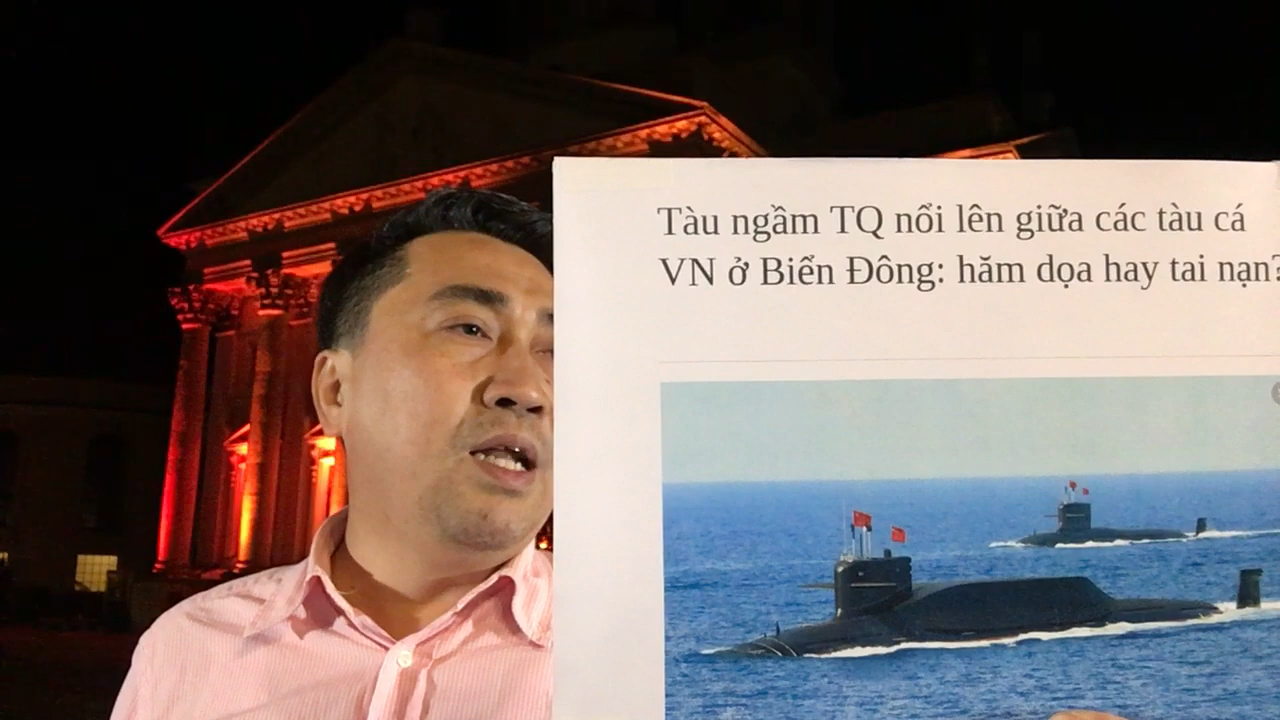 Tàu ngầm TQ nổi lên giữa các tàu cá
VN ở Biển Đông: hăm dọa hay tai nạn?